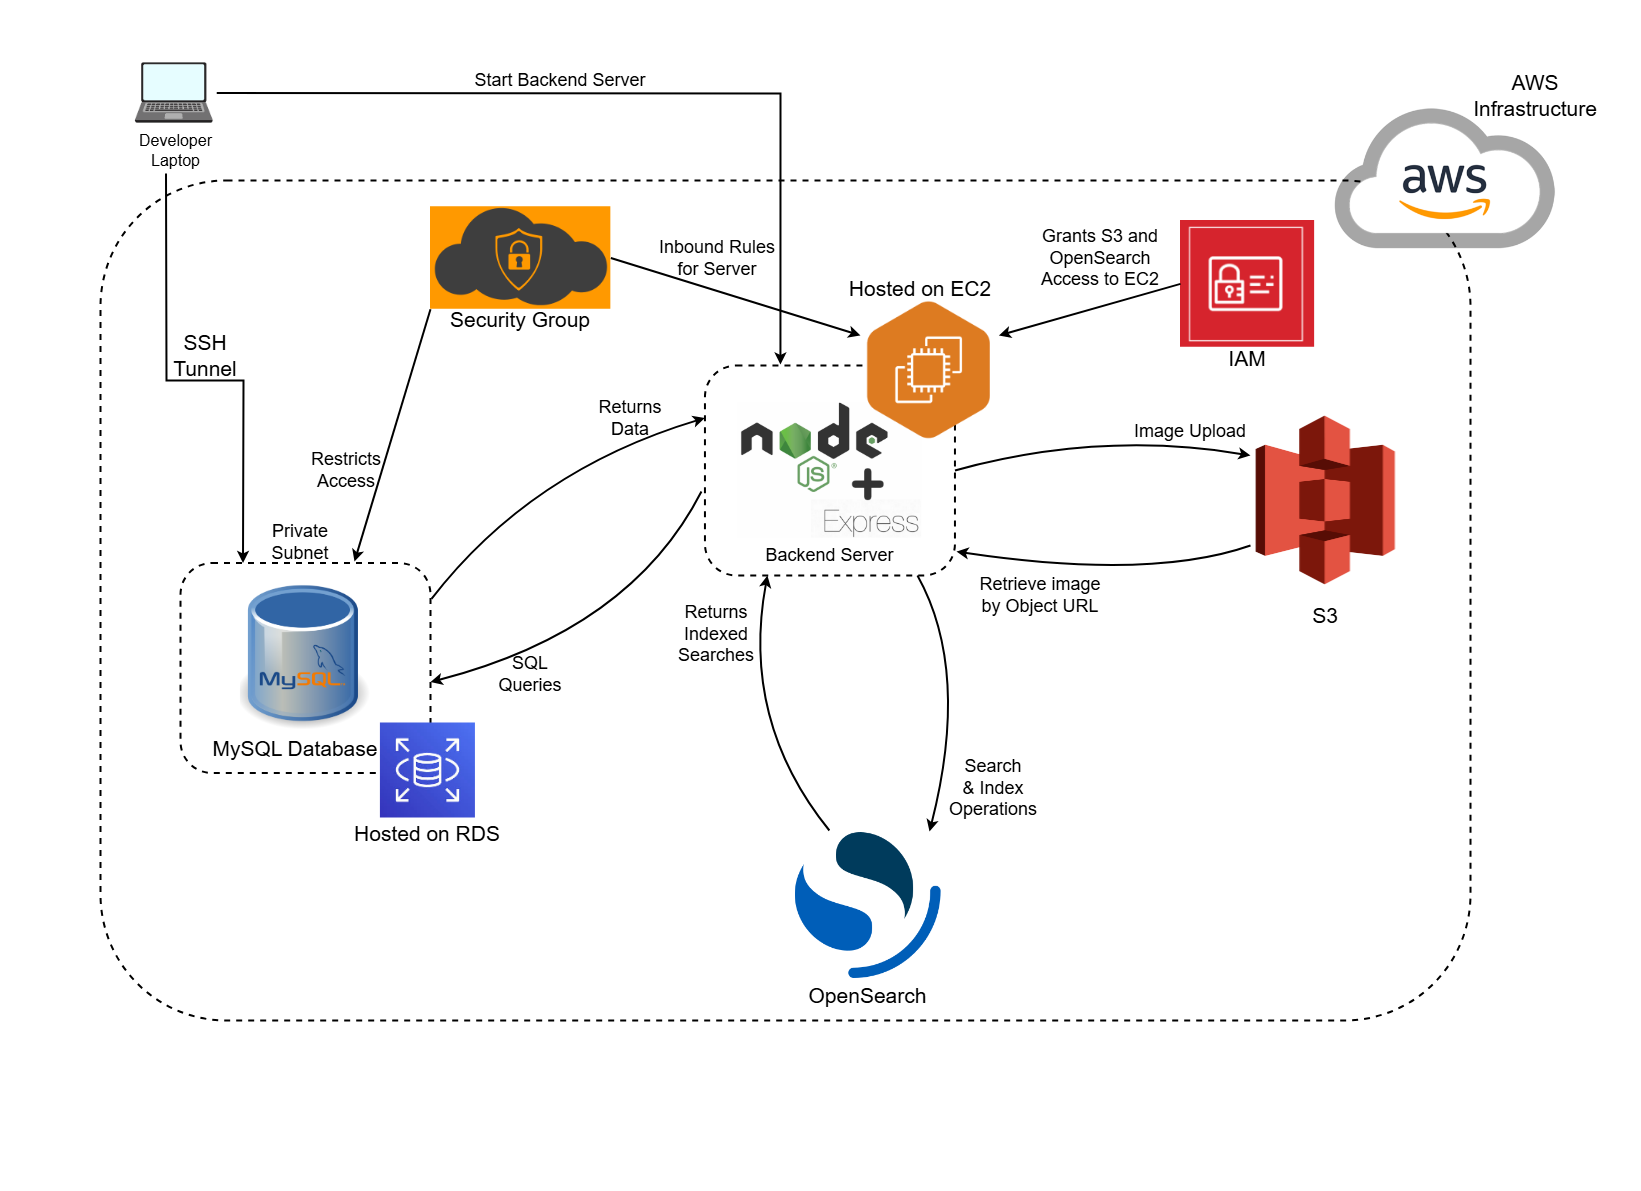 Start Backend Server
AWS
Infrastructure
aws
Developer
Laptop
Inbound Rules
for Server
Grants S3 and
OpenSearch
Access to EC2
Hosted on EC2
Security Group
IAM
SSH
Tunnel
Returns
Data
node
JS
+
Express
Backend Server
Image Upload
Restricts
Access
Private
Subnet
Retrieve image
by Object URL
S3
Returns
Indexed
Searches
SQL
Queries
MySQL
MySQL Database
Hosted on RDS
Search
& Index
Operations
OpenSearch